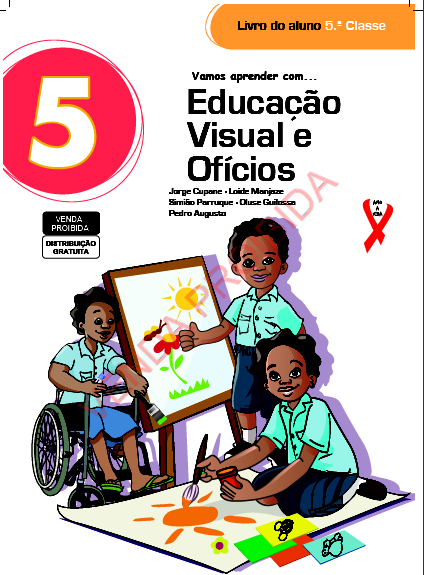 Livro do aluno 5.ª Classe
5
Vamos aprender com...
Educação
Visual e
Ofícios
Jorge Cupane • Loide Manjaze
Simião Parruque • Oluse Guilossa
Pedro Augusto
VENDA
PROIBIDA
DISTRIBUIÇÃO
GRATUITA
VENDA PROIBIDA